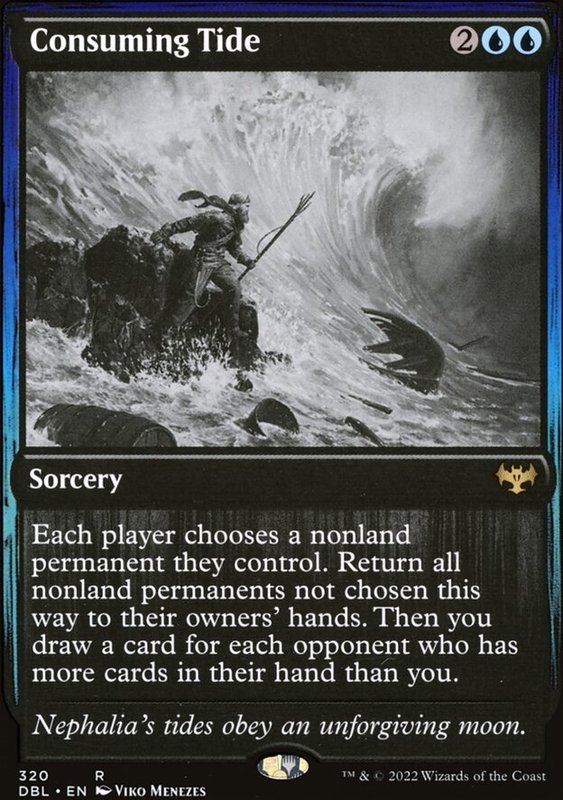 Consuming Tide 2
Sorcery
Each player chooses a nonland
permanent they control. Return all
nonland permanents not chosen this
way to their owners’ hands. Then you
draw a card for each opponent who has
more cards in their hand than you.
Nephalia’s tides obey an unforgiving moon.
320 R
DBL • EN Viko Menezes
™ & © 2022 Wizards of the Coast